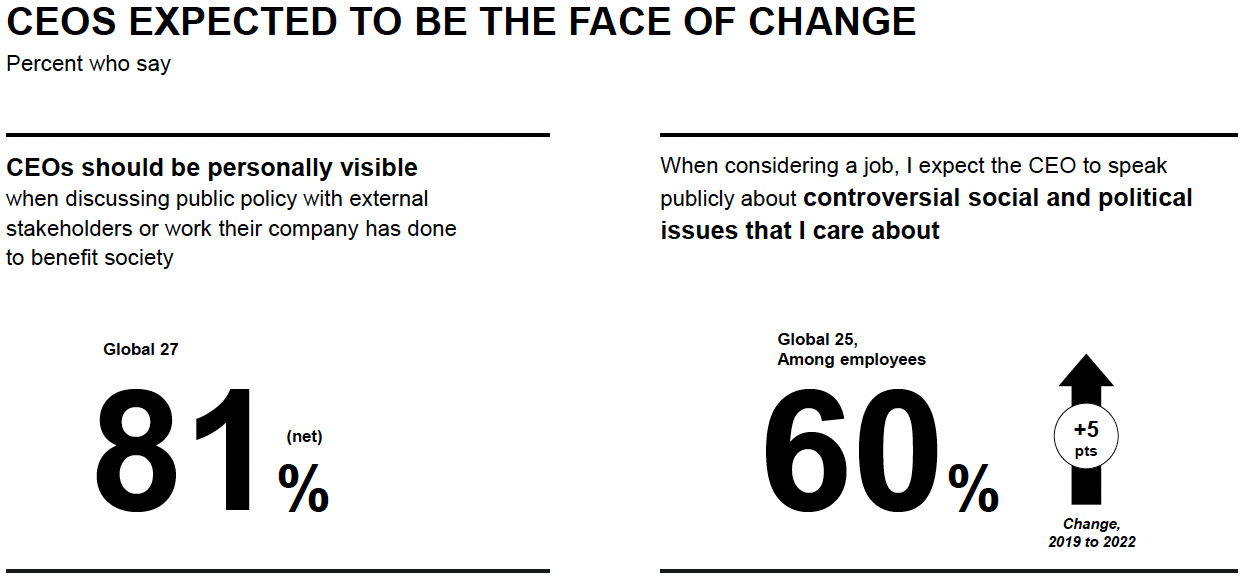 CEOS EXPECTED TO BE THE FACE OF CHANGE
Percent who say
CEOs should be personally visible
when discussing public policy with external
stakeholders or work their company has done
to benefit society
Global 27
81
(net)
%
When considering a job, I expect the CEO to speak
publicly about controversial social and political
issues that I care about
Global 25,
Among employees
60
%
+5
pts
Change,
2019 to 2022